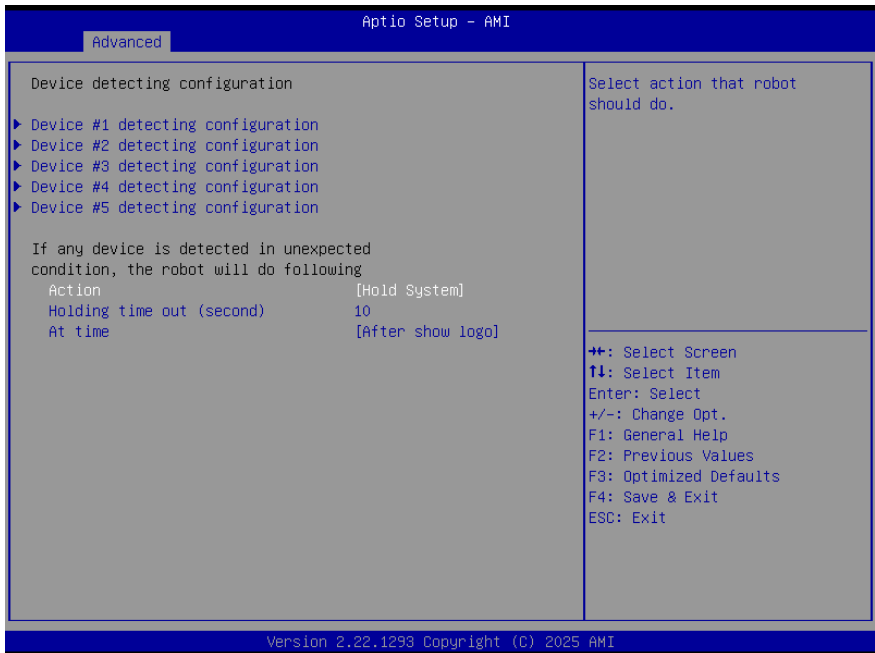 Aptio Setup – AMI
Advanced
Device detecting configuration
Device #1 detecting configuration
Device #2 detecting configuration
Device #3 detecting configuration
Device #4 detecting configuration
Device #5 detecting configuration
If any device is detected in unexpected
condition, the robot will do following
Action [Hold System]
Holding time out (second) 10
At time [After show logo]
Select action that robot
should do.
→←: Select Screen
↑↓: Select Item
Enter: Select
+/-: Change Opt.
F1: General Help
F2: Previous Values
F3: Optimized Defaults
F4: Save & Exit
ESC: Exit
Version 2.22.1293 Copyright (C) 2025 AMI